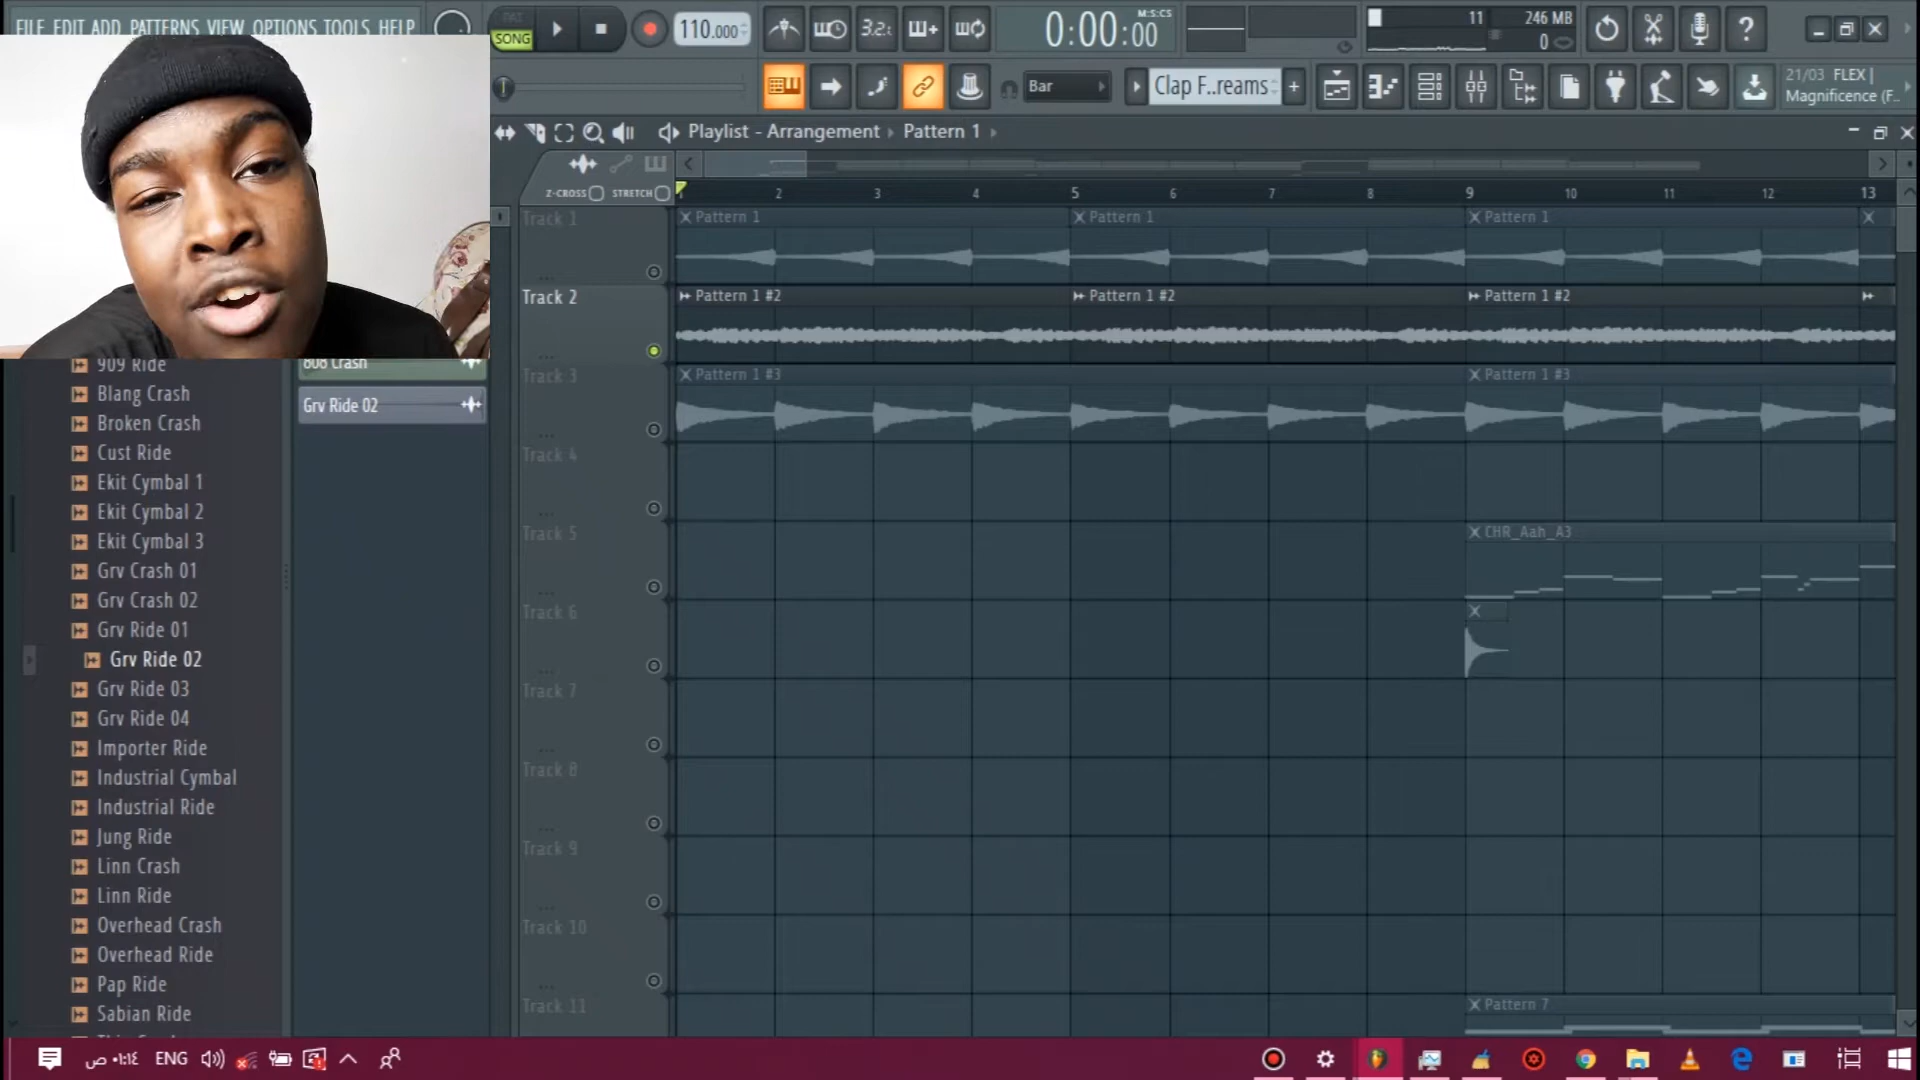 FILE EDIT ADD PATTERNS VIEW OPTIONS TOOLS HELP
PAT
SONG
110.000
3.2:
0:00:00
M:S:CS
11
246 MB
0
Bar
Clap F..reams
21/03 FLEX |
Magnificence (F..
Playlist - Arrangement › Pattern 1
Z-CROSS
STRETCH
1 2 3 4 5 6 7 8 9 10 11 12 13
Track 1
Pattern 1
Pattern 1
Pattern 1
Track 2
Pattern 1 #2
Pattern 1 #2
Pattern 1 #2
Track 3
Pattern 1 #3
Pattern 1 #3
Track 4
Track 5
CHR_Aah_A3
Track 6
Track 7
Track 8
Track 9
Track 10
Track 11
Pattern 7
808 Crash
Grv Ride 02
909 Ride
Blang Crash
Broken Crash
Cust Ride
Ekit Cymbal 1
Ekit Cymbal 2
Ekit Cymbal 3
Grv Crash 01
Grv Crash 02
Grv Ride 01
Grv Ride 02
Grv Ride 03
Grv Ride 04
Importer Ride
Industrial Cymbal
Industrial Ride
Jung Ride
Linn Crash
Linn Ride
Overhead Crash
Overhead Ride
Pap Ride
Sabian Ride
٠١:١٤ ص
ENG